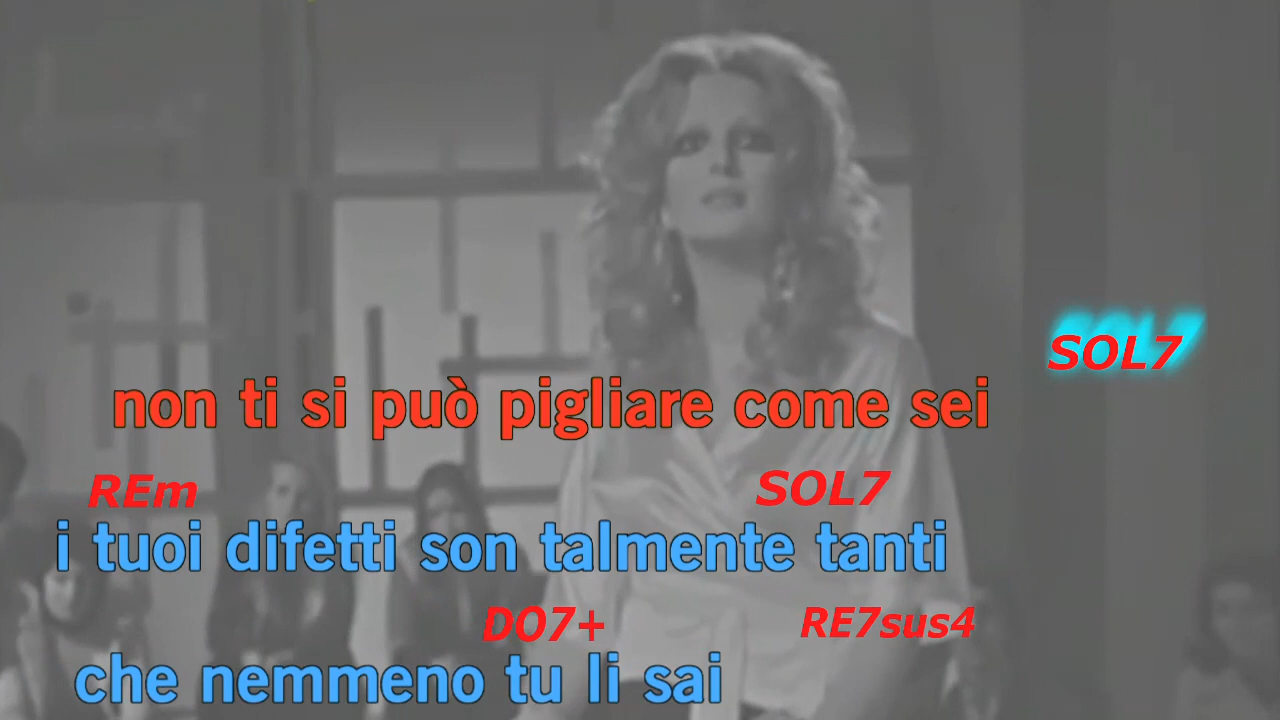 SOL7
non ti si può pigliare come sei
REm SOL7
i tuoi difetti son talmente tanti
DO7+ RE7sus4
che nemmeno tu li sai